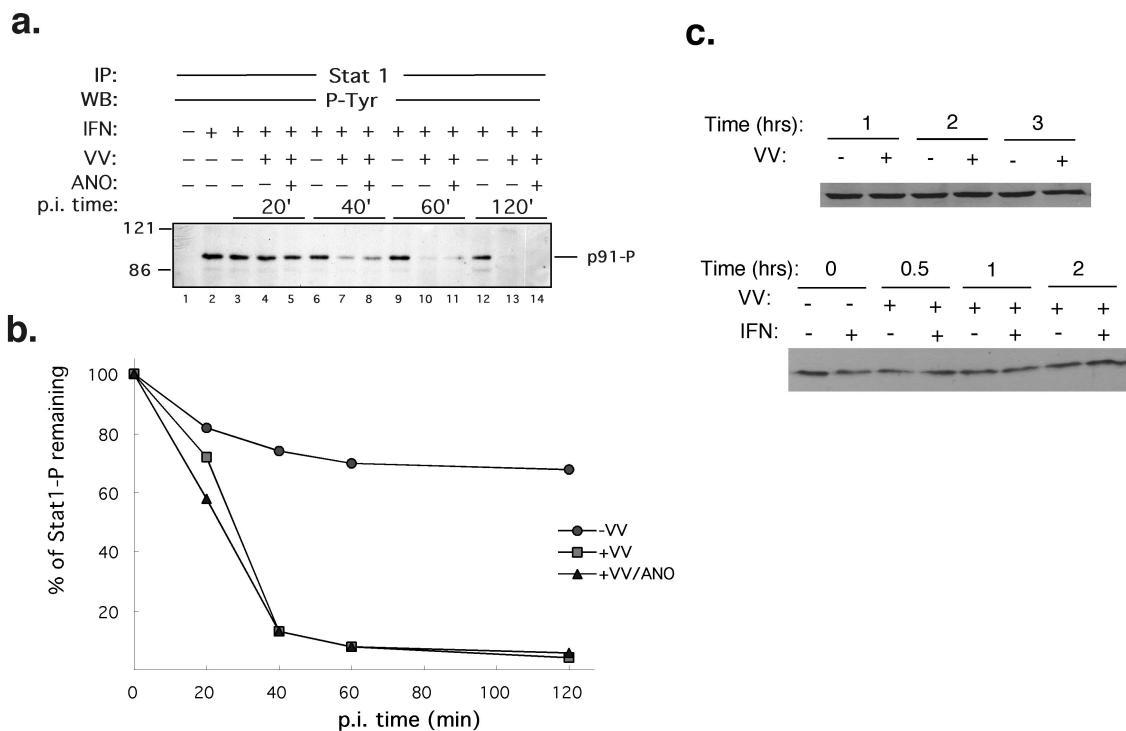 a.
IP: Stat 1
WB: P-Tyr
IFN: – + + + + + + + + + + + + +
VV: – – – + + – + + – + + – + +
ANO: – – – – + – – + – – + – – +
p.i. time: 20' 40' 60' 120'
121
86
p91-P
1 2 3 4 5 6 7 8 9 10 11 12 13 14
b.
% of Stat1-P remaining
100
80
60
40
20
0 20 40 60 80 100 120
p.i. time (min)
-VV
+VV
+VV/ANO
c.
Time (hrs): 1 2 3
VV: - + - + - +
Time (hrs): 0 0.5 1 2
VV: - - + + + + + +
IFN: - + - + - + - +